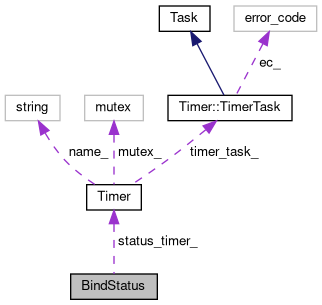 Task
error_code
ec_
string
mutex
Timer::TimerTask
name_
mutex_
timer_task_
Timer
status_timer_
BindStatus